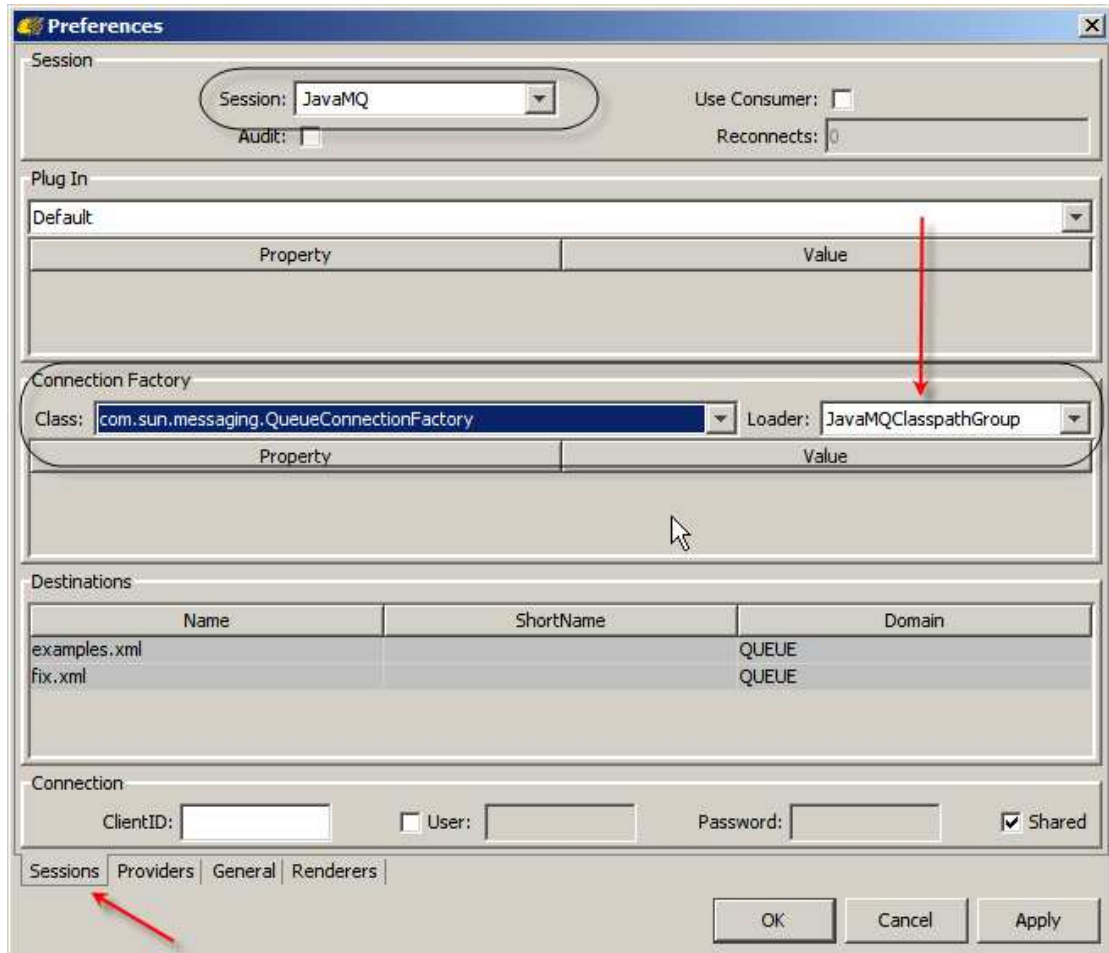 Preferences
Session
Session: JavaMQ Use Consumer:
Audit: Reconnects: 0
Plug In
Default
Property Value
Connection Factory
Class: com.sun.messaging.QueueConnectionFactory Loader: JavaMQClasspathGroup
Property Value
Destinations
Name ShortName Domain
examples.xml QUEUE
fix.xml QUEUE
Connection
ClientID: User: Password: Shared
Sessions Providers General Renderers
OK Cancel Apply